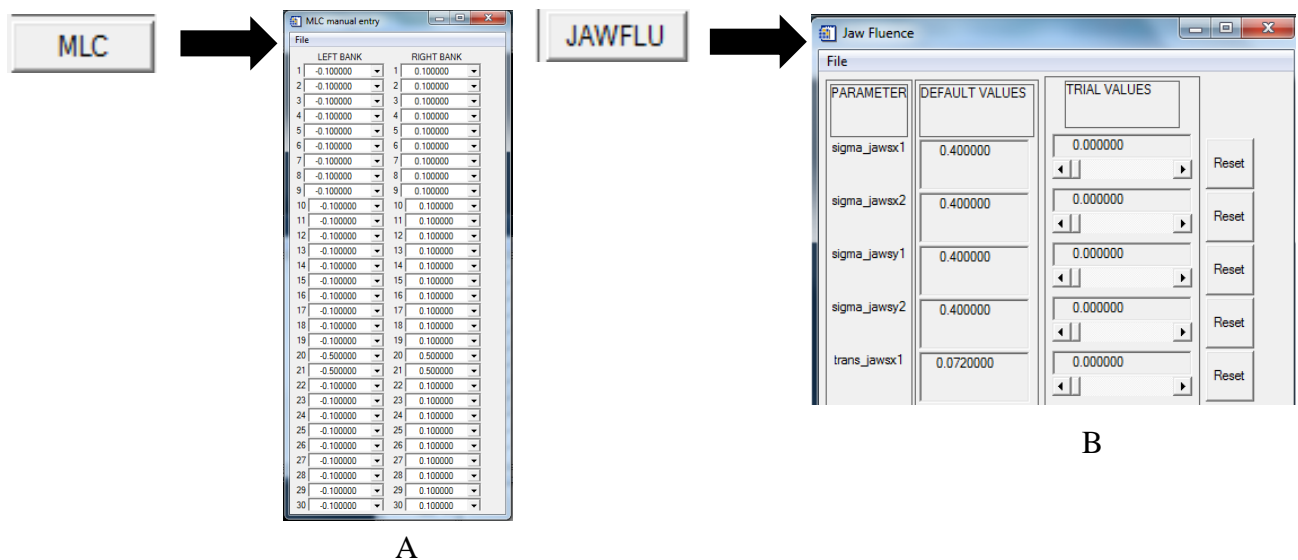 MLC
MLC manual entry
File
LEFT BANK RIGHT BANK
1 -0.100000 1 0.100000
2 -0.100000 2 0.100000
3 -0.100000 3 0.100000
4 -0.100000 4 0.100000
5 -0.100000 5 0.100000
6 -0.100000 6 0.100000
7 -0.100000 7 0.100000
8 -0.100000 8 0.100000
9 -0.100000 9 0.100000
10 -0.100000 10 0.100000
11 -0.100000 11 0.100000
12 -0.100000 12 0.100000
13 -0.100000 13 0.100000
14 -0.100000 14 0.100000
15 -0.100000 15 0.100000
16 -0.100000 16 0.100000
17 -0.100000 17 0.100000
18 -0.100000 18 0.100000
19 -0.100000 19 0.100000
20 -0.500000 20 0.500000
21 -0.500000 21 0.500000
22 -0.100000 22 0.100000
23 -0.100000 23 0.100000
24 -0.100000 24 0.100000
25 -0.100000 25 0.100000
26 -0.100000 26 0.100000
27 -0.100000 27 0.100000
28 -0.100000 28 0.100000
29 -0.100000 29 0.100000
30 -0.100000 30 0.100000
A
JAWFLU
Jaw Fluence
File
PARAMETER DEFAULT VALUES TRIAL VALUES
sigma_jawsx1 0.400000 0.000000 Reset
sigma_jawsx2 0.400000 0.000000 Reset
sigma_jawsy1 0.400000 0.000000 Reset
sigma_jawsy2 0.400000 0.000000 Reset
trans_jawsx1 0.0720000 0.000000 Reset
B